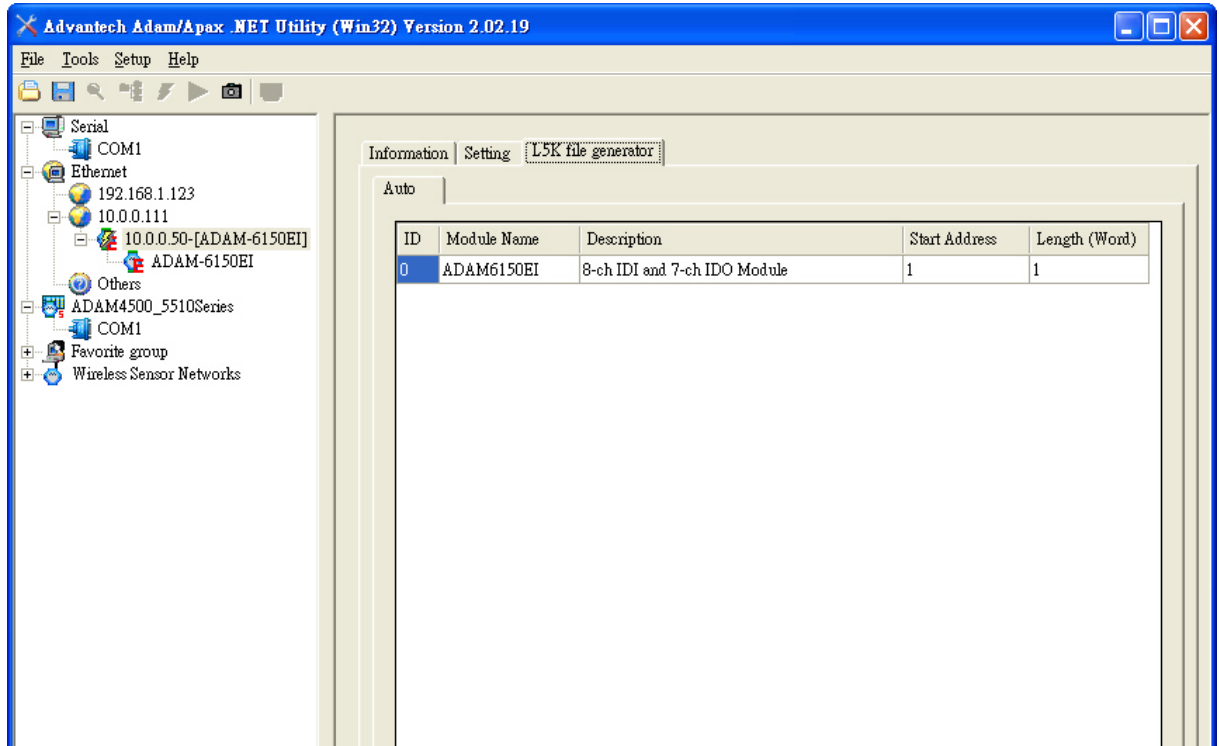 Advantech Adam/Apax .NET Utility (Win32) Version 2.02.19
File Tools Setup Help
Serial
COM1
Ethernet
192.168.1.123
10.0.0.111
10.0.0.50-[ADAM-6150EI]
ADAM-6150EI
Others
ADAM4500_5510Series
COM1
Favorite group
Wireless Sensor Networks
Information Setting L5K file generator
Auto
ID Module Name Description Start Address Length (Word)
0 ADAM6150EI 8-ch IDI and 7-ch IDO Module 1 1